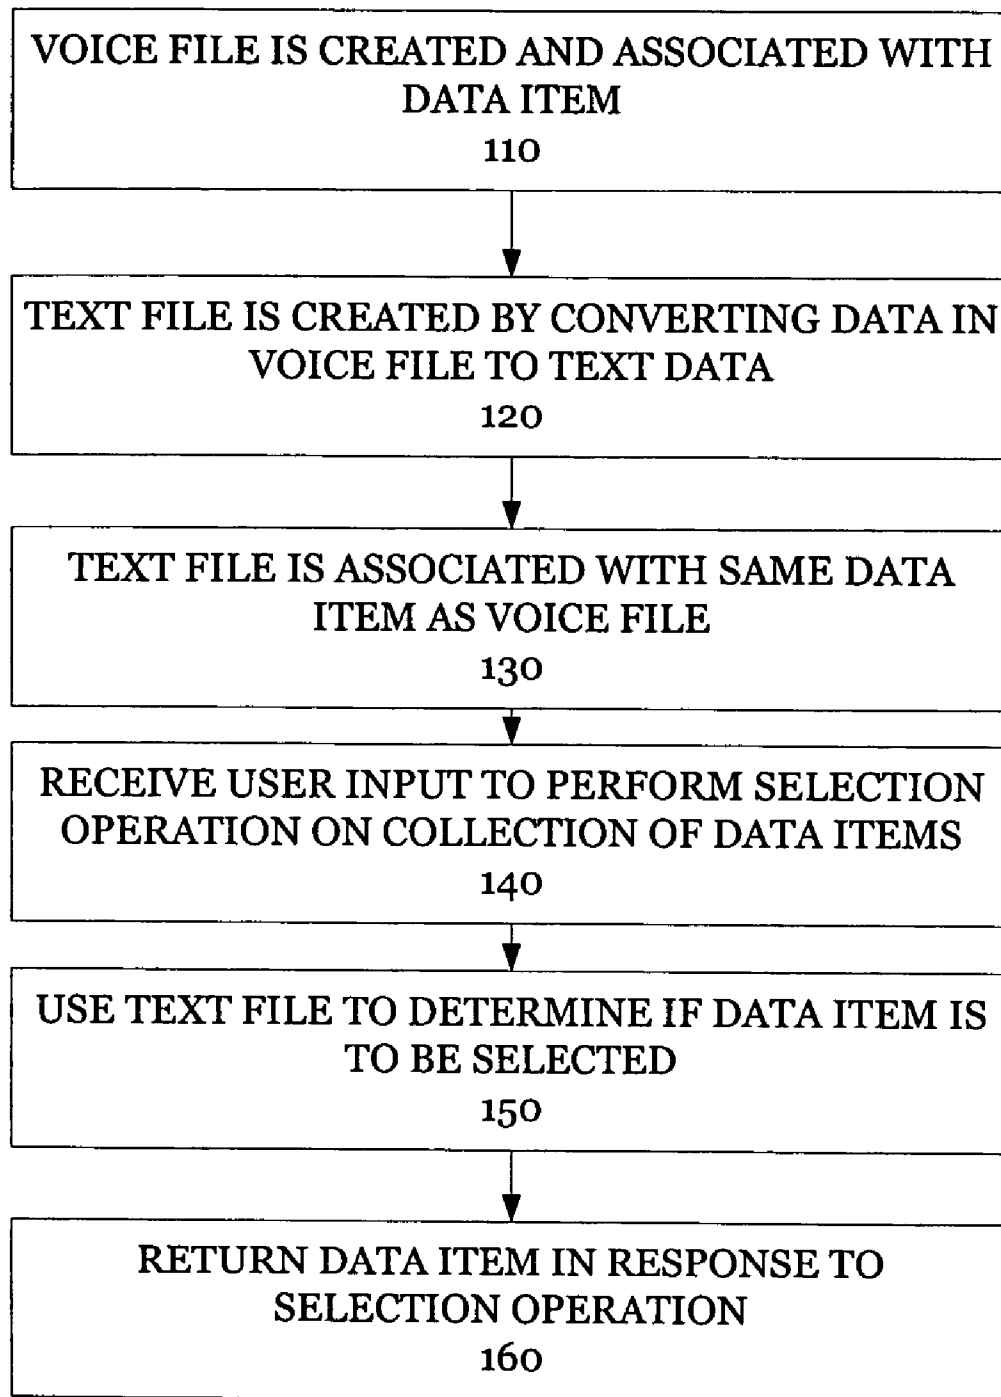 VOICE FILE IS CREATED AND ASSOCIATED WITH
DATA ITEM
110
TEXT FILE IS CREATED BY CONVERTING DATA IN
VOICE FILE TO TEXT DATA
120
TEXT FILE IS ASSOCIATED WITH SAME DATA
ITEM AS VOICE FILE
130
RECEIVE USER INPUT TO PERFORM SELECTION
OPERATION ON COLLECTION OF DATA ITEMS
140
USE TEXT FILE TO DETERMINE IF DATA ITEM IS
TO BE SELECTED
150
RETURN DATA ITEM IN RESPONSE TO
SELECTION OPERATION
160